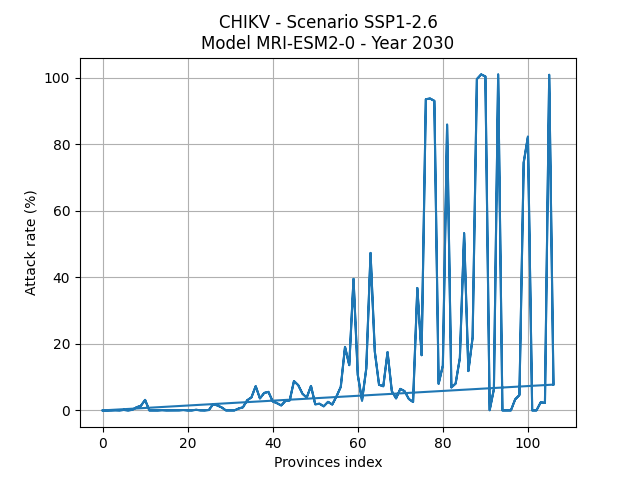 CHIKV - Scenario SSP1-2.6
Model MRI-ESM2-0 - Year 2030
100
80
60
40
20
0
Attack rate (%)
0 20 40 60 80 100
Provinces index